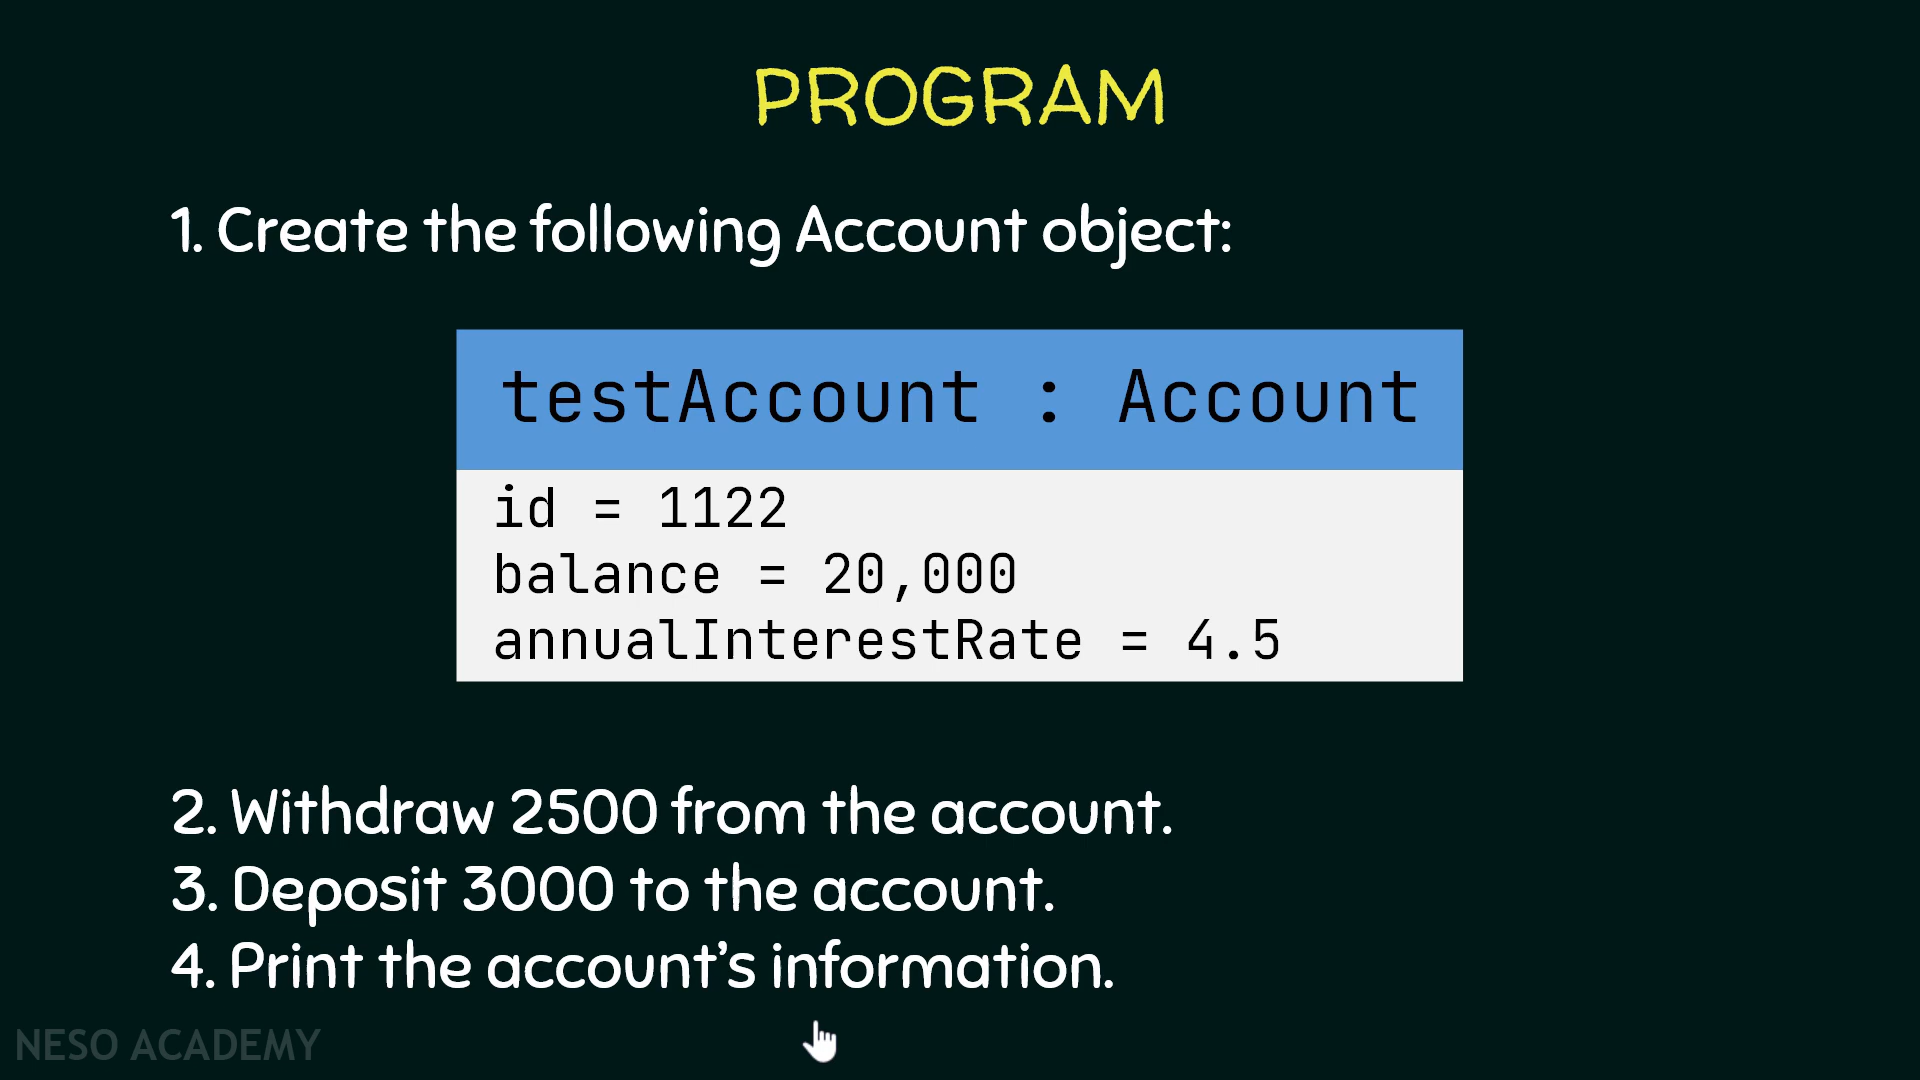 PROGRAM
1. Create the following Account object:
testAccount : Account
id = 1122
balance = 20,000
annualInterestRate = 4.5
2. Withdraw 2500 from the account.
3. Deposit 3000 to the account.
4. Print the account’s information.
NESO ACADEMY